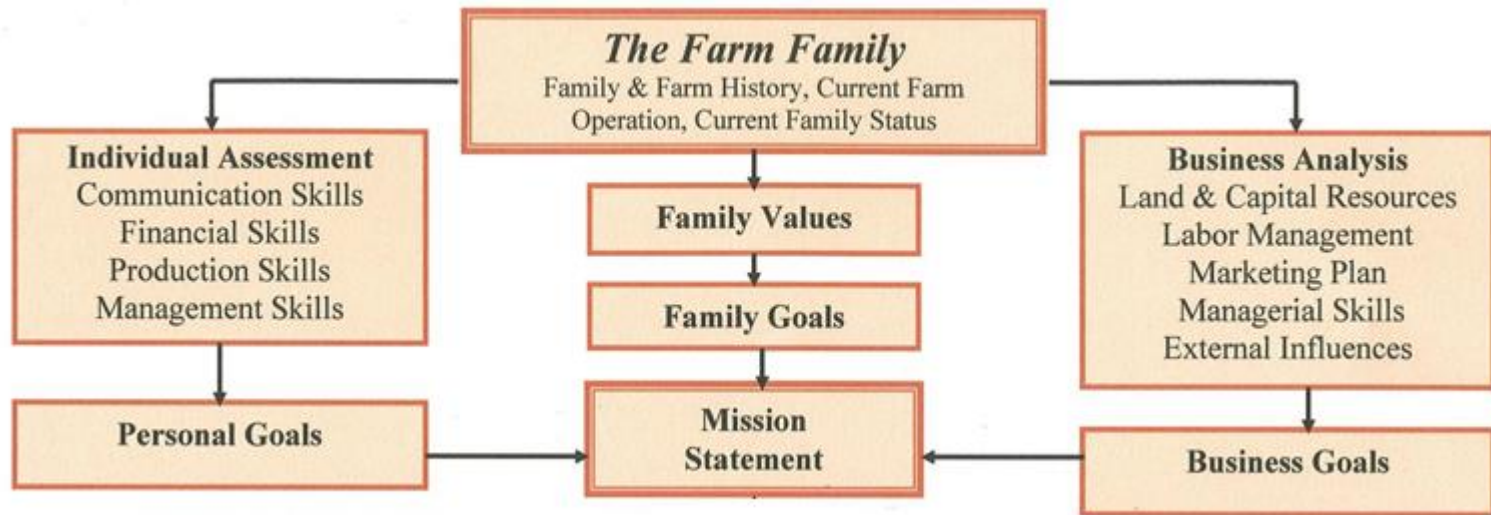 The Farm Family
Family & Farm History, Current Farm
Operation, Current Family Status
Individual Assessment
Communication Skills
Financial Skills
Production Skills
Management Skills
Family Values
Family Goals
Business Analysis
Land & Capital Resources
Labor Management
Marketing Plan
Managerial Skills
External Influences
Personal Goals
Mission
Statement
Business Goals